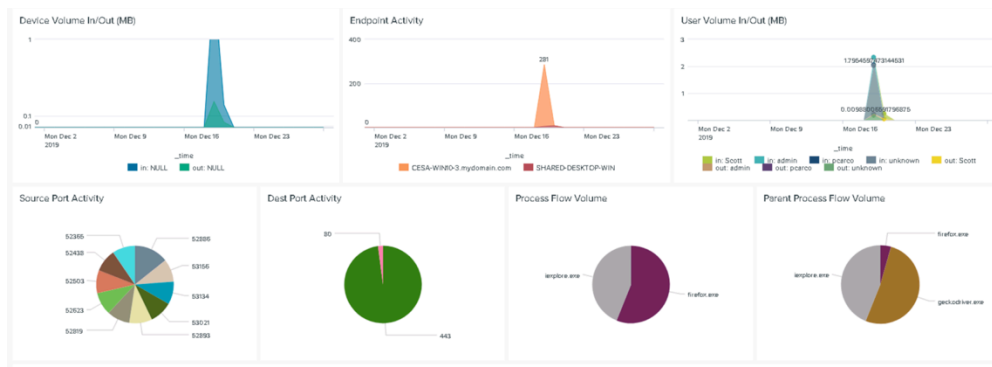 Device Volume In/Out (MB)
1
0.1
0.01
0
Mon Dec 2
2019
Mon Dec 9
Mon Dec 16
Mon Dec 23
_time
in: NULL
out: NULL
Endpoint Activity
400
200
0
281
Mon Dec 2
2019
Mon Dec 9
Mon Dec 16
Mon Dec 23
_time
CESA-WIN10-3.mydomain.com
SHARED-DESKTOP-WIN
User Volume In/Out (MB)
3
2
1
Mon Dec 2
2019
Mon Dec 9
Mon Dec 16
Mon Dec 23
_time
in: Scott
in: admin
in: pcarco
in: unknown
out: Scott
out: admin
out: pcarco
out: unknown
Source Port Activity
52365
52886
52438
53156
52503
53134
52623
53021
52819
52893
Dest Port Activity
80
443
Process Flow Volume
iexplore.exe
firefox.exe
Parent Process Flow Volume
firefox.exe
iexplore.exe
geckodriver.exe